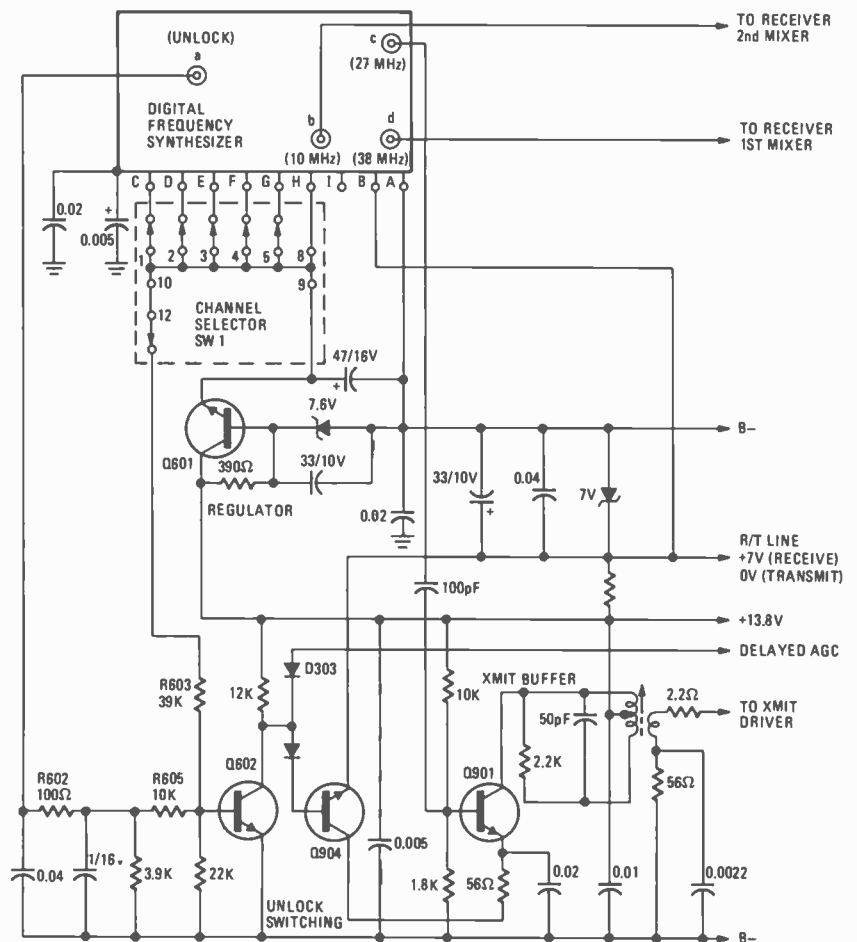 TO RECEIVER
2nd MIXER
(UNLOCK)
a
c
(27 MHz)
DIGITAL
FREQUENCY
SYNTHESIZER
b
(10 MHz)
d
(38 MHz)
TO RECEIVER
1ST MIXER
C D E F G H I B A
0.02
+
0.005
1 2 3 4 5 8
10
9
12
CHANNEL
SELECTOR
SW 1
47/16V
+
7.6V
B-
Q601
390Ω
33/10V
REGULATOR
0.02
33/10V
+
0.04
7V
R/T LINE
+7V (RECEIVE)
0V (TRANSMIT)
100pF
+13.8V
DELAYED AGC
D303
R603
39K
12K
10K
XMIT BUFFER
50pF
2.2Ω
TO XMIT
DRIVER
Q602
Q901
2.2K
56Ω
R602
100Ω
R605
10K
0.04
1/16
3.9K
22K
Q904
0.005
1.8K
56Ω
0.02
0.01
0.0022
UNLOCK
SWITCHING
B-